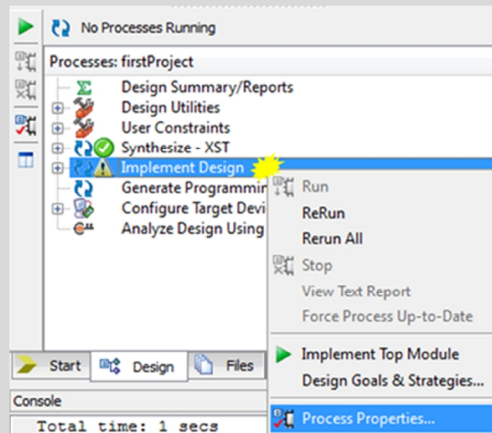 No Processes Running
Processes: firstProject
Design Summary/Reports
Design Utilities
User Constraints
Synthesize - XST
Implement Design
Generate Programmin
Configure Target Devi
Analyze Design Using
Run
ReRun
Rerun All
Stop
View Text Report
Force Process Up-to-Date
Implement Top Module
Design Goals & Strategies...
Process Properties...
Start
Design
Files
Console
Total time: 1 secs